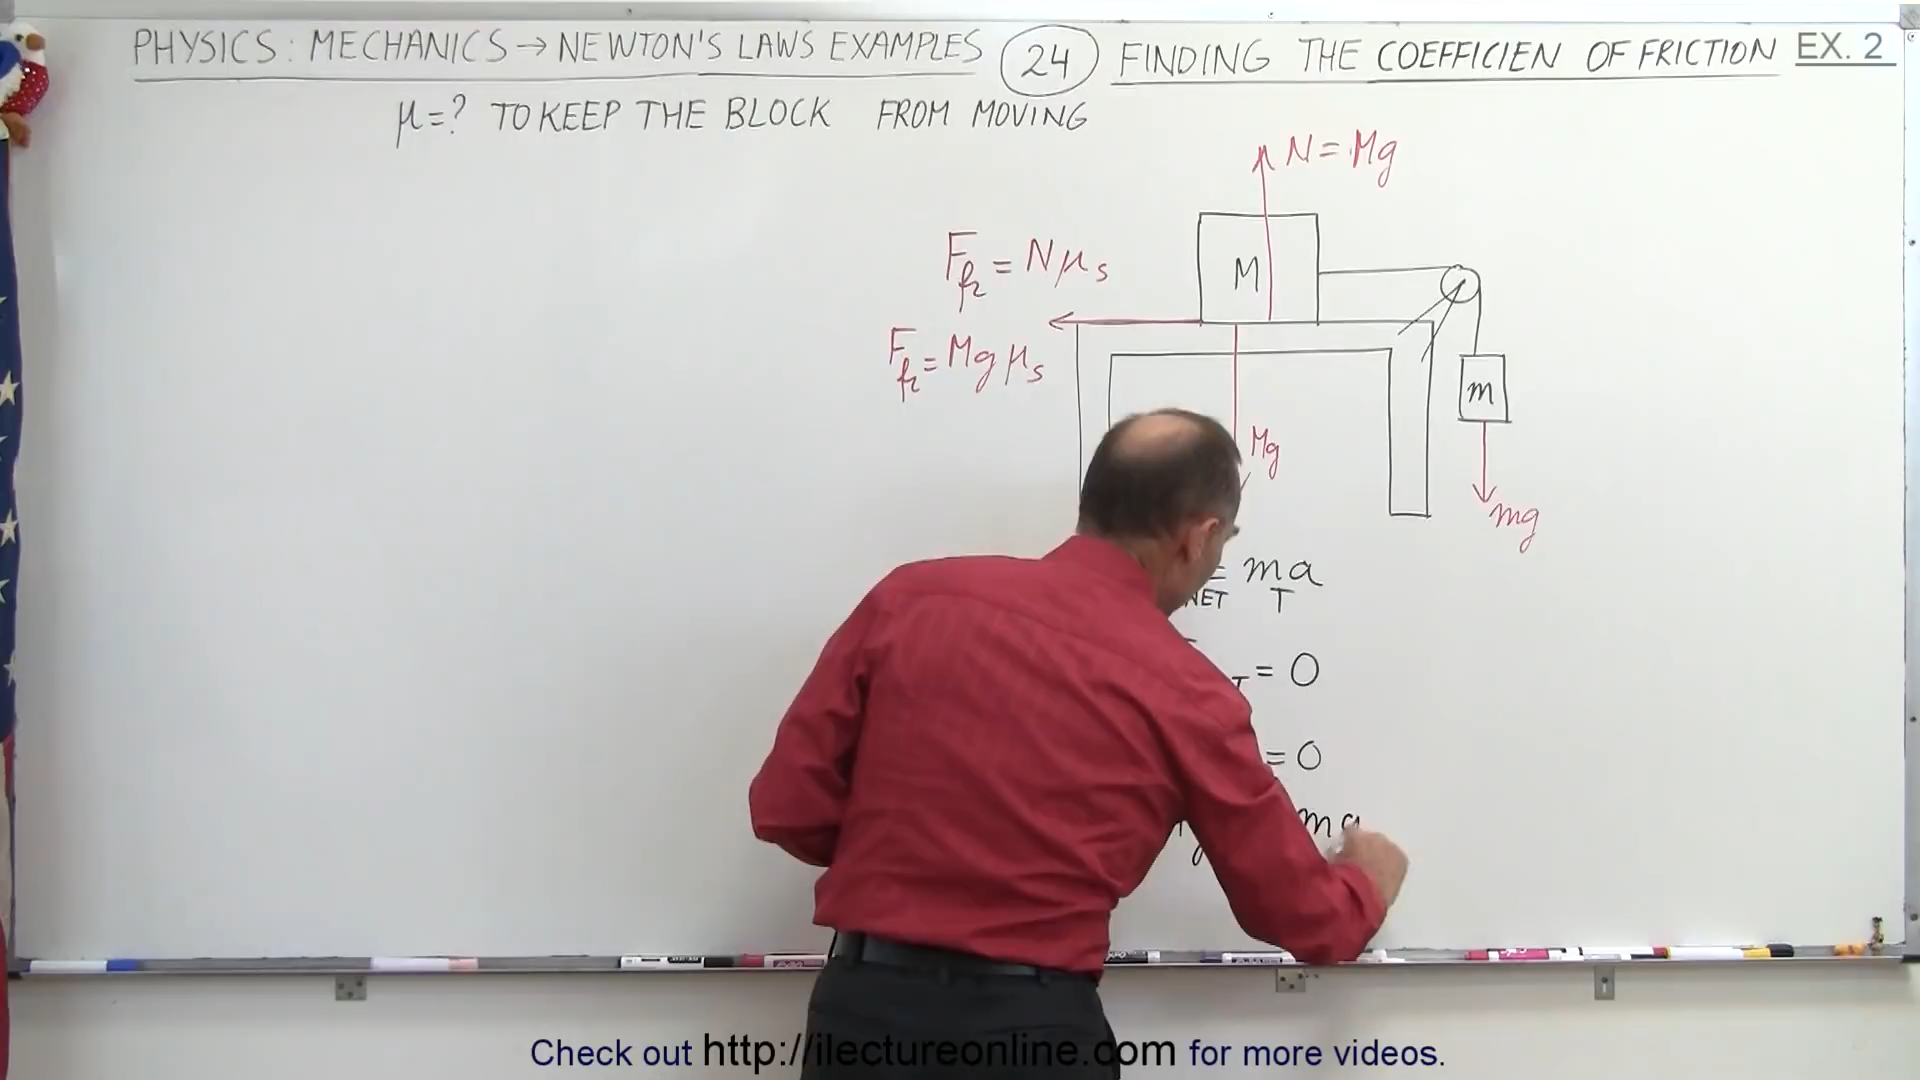 PHYSICS: MECHANICS → NEWTON'S LAWS EXAMPLES 24 FINDING THE COEFFICIEN OF FRICTION EX. 2
μ=? TO KEEP THE BLOCK FROM MOVING
N = Mg
F_fr = Nμ_s
M
F_fr = Mgμ_s
m
Mg
mg
= ma
NET T
= 0
= 0
mg
Check out http://ilectureonline.com for more videos.